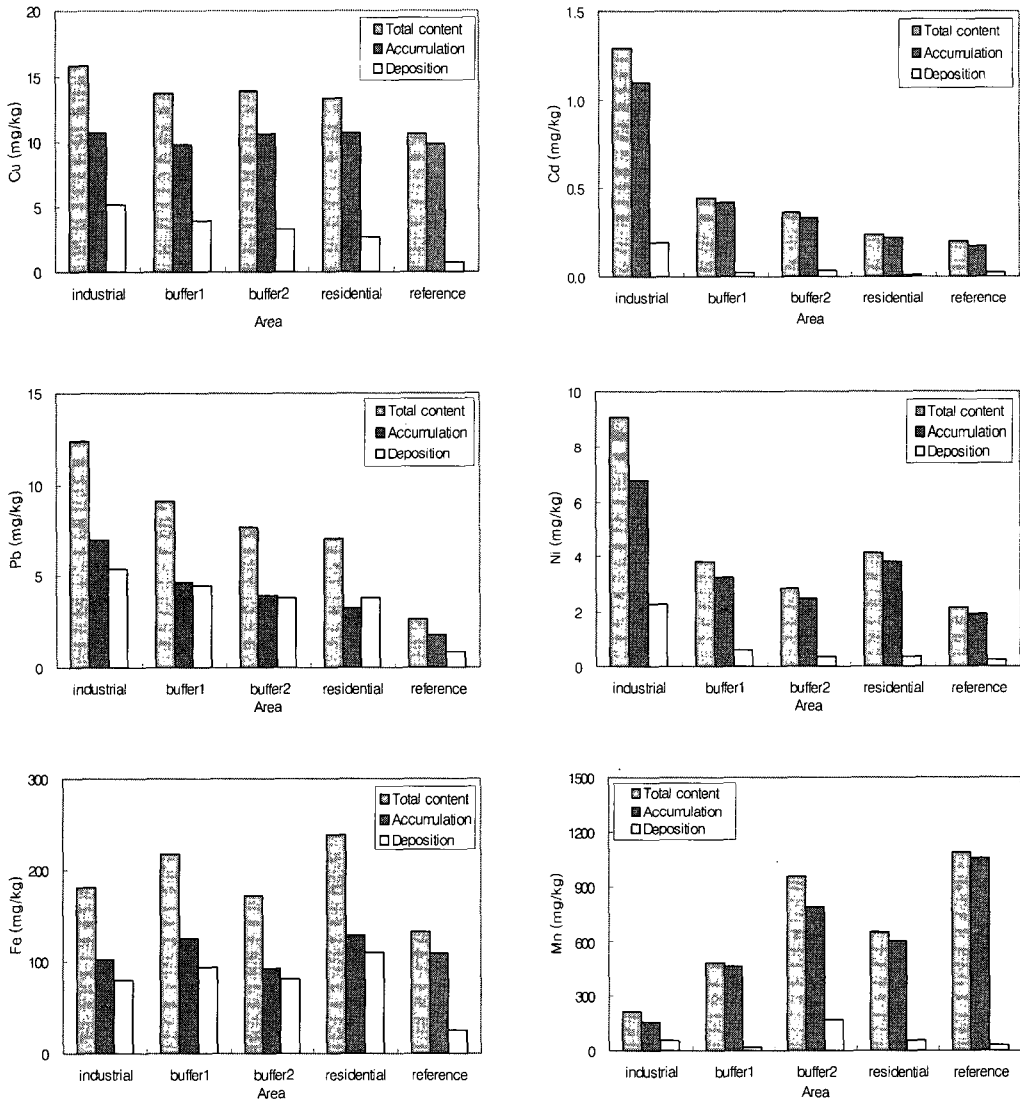 Cu (mg/kg)
20
15
10
5
0
Total content
Accumulation
Deposition
industrial buffer1 buffer2 residential reference
Area
Cd (mg/kg)
1.5
1.0
0.5
0.0
Total content
Accumulation
Deposition
industrial buffer1 buffer2 residential reference
Area
Pb (mg/kg)
15
10
5
0
Total content
Accumulation
Deposition
industrial buffer1 buffer2 residential reference
Area
Ni (mg/kg)
10
8
6
4
2
0
Total content
Accumulation
Deposition
industrial buffer1 buffer2 residential reference
Area
Fe (mg/kg)
300
200
100
0
Total content
Accumulation
Deposition
industrial buffer1 buffer2 residential reference
Area
Mn (mg/kg)
1500
1200
900
600
300
0
Total content
Accumulation
Deposition
industrial buffer1 buffer2 residential reference
Area